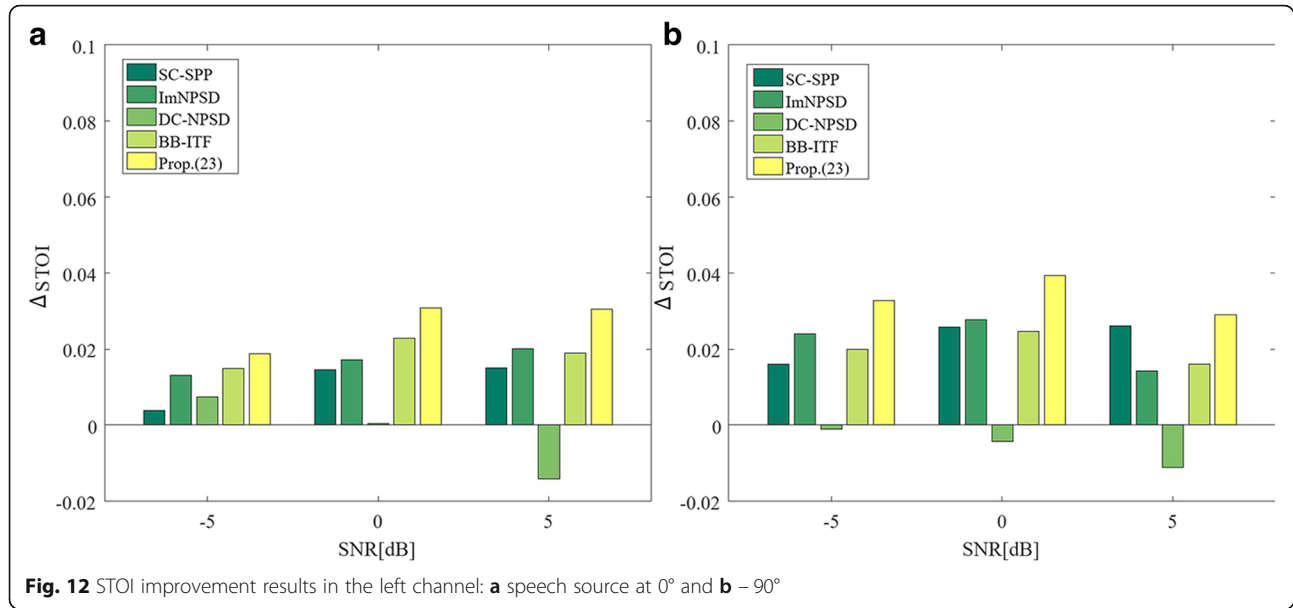 a
0.1
0.08
0.06
0.04
0.02
0
-0.02
Δ STOI
SC-SPP
ImNPSD
DC-NPSD
BB-ITF
Prop.(23)
-5 0 5
SNR[dB]
b
0.1
0.08
0.06
0.04
0.02
0
-0.02
Δ STOI
SC-SPP
ImNPSD
DC-NPSD
BB-ITF
Prop.(23)
-5 0 5
SNR[dB]
Fig. 12 STOI improvement results in the left channel: a speech source at 0° and b – 90°